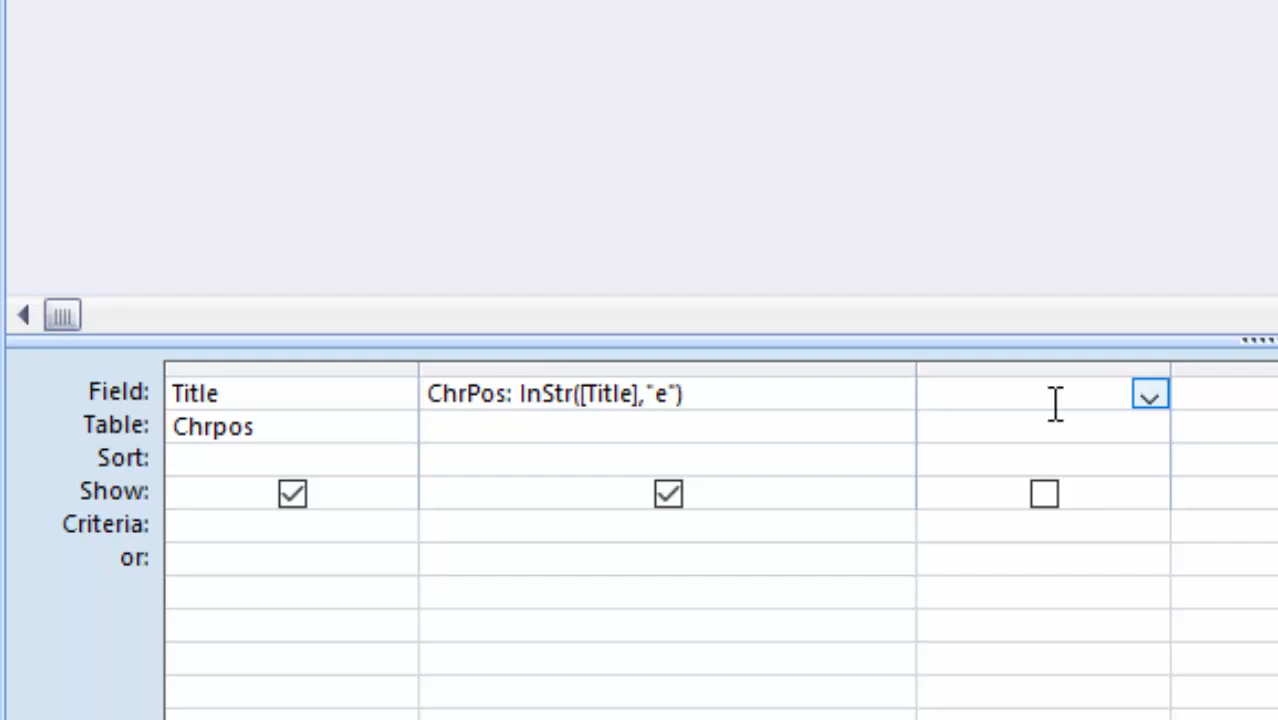 Field: Title ChrPos: InStr([Title],"e")
Table: Chrpos
Sort:
Show:
Criteria:
or: